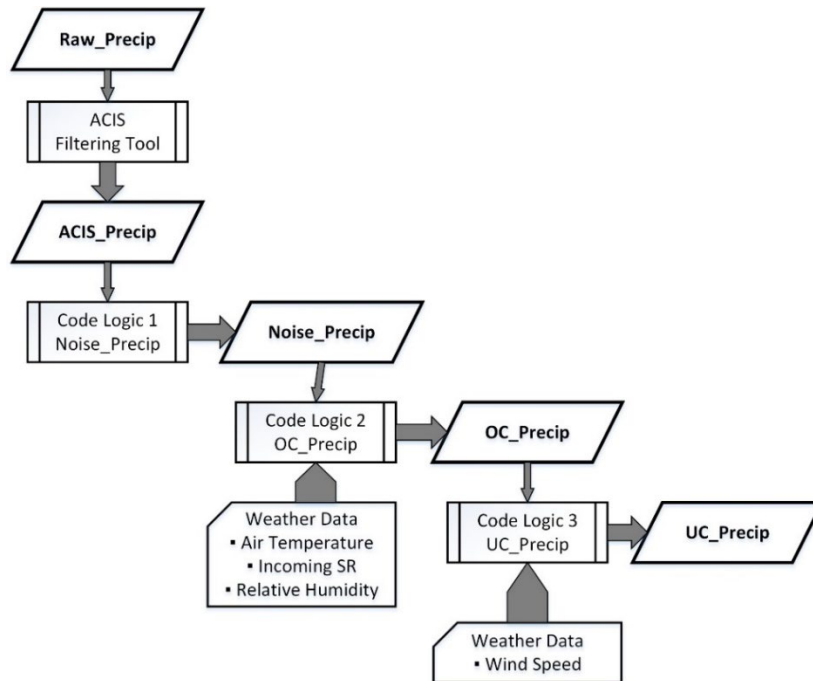 Raw_Precip
ACIS
Filtering Tool
ACIS_Precip
Code Logic 1
Noise_Precip
Noise_Precip
Code Logic 2
OC_Precip
OC_Precip
Weather Data
▪ Air Temperature
▪ Incoming SR
▪ Relative Humidity
Code Logic 3
UC_Precip
UC_Precip
Weather Data
▪ Wind Speed